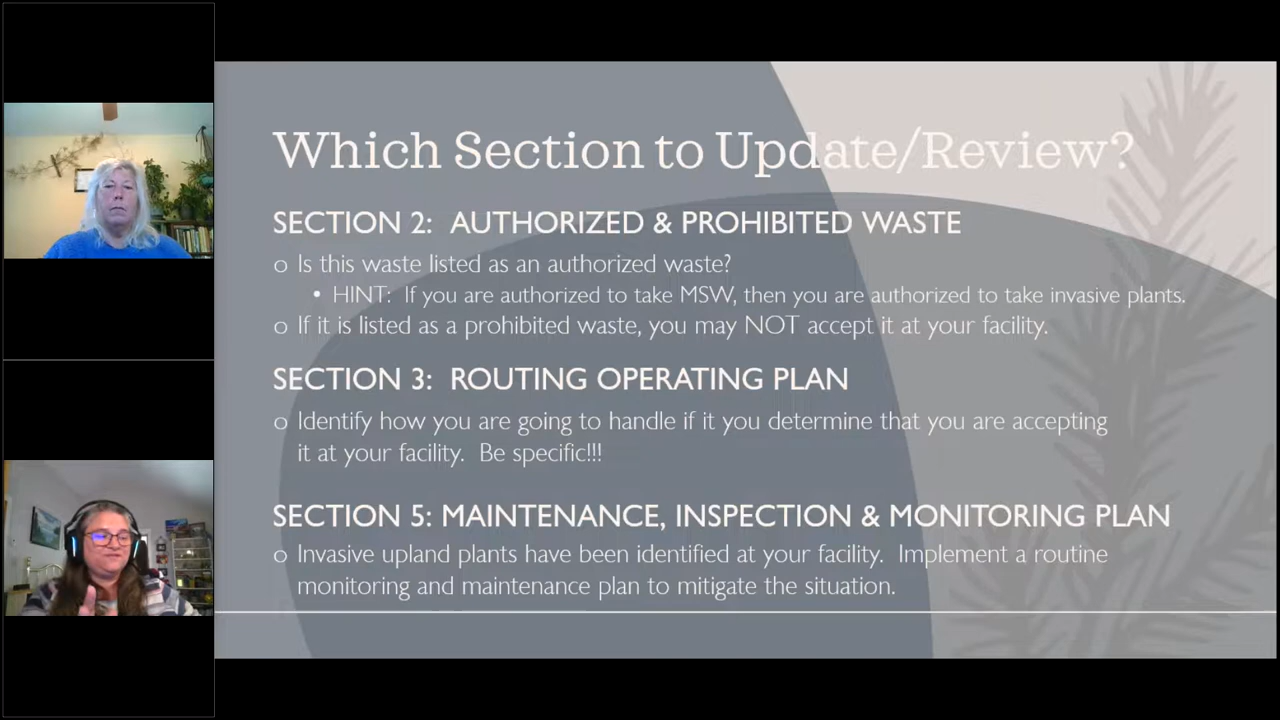 Which Section to Update/Review?
SECTION 2: AUTHORIZED & PROHIBITED WASTE
o Is this waste listed as an authorized waste?
• HINT: If you are authorized to take MSW, then you are authorized to take invasive plants.
o If it is listed as a prohibited waste, you may NOT accept it at your facility.
SECTION 3: ROUTING OPERATING PLAN
o Identify how you are going to handle if it you determine that you are accepting
it at your facility. Be specific!!!
SECTION 5: MAINTENANCE, INSPECTION & MONITORING PLAN
o Invasive upland plants have been identified at your facility. Implement a routine
monitoring and maintenance plan to mitigate the situation.